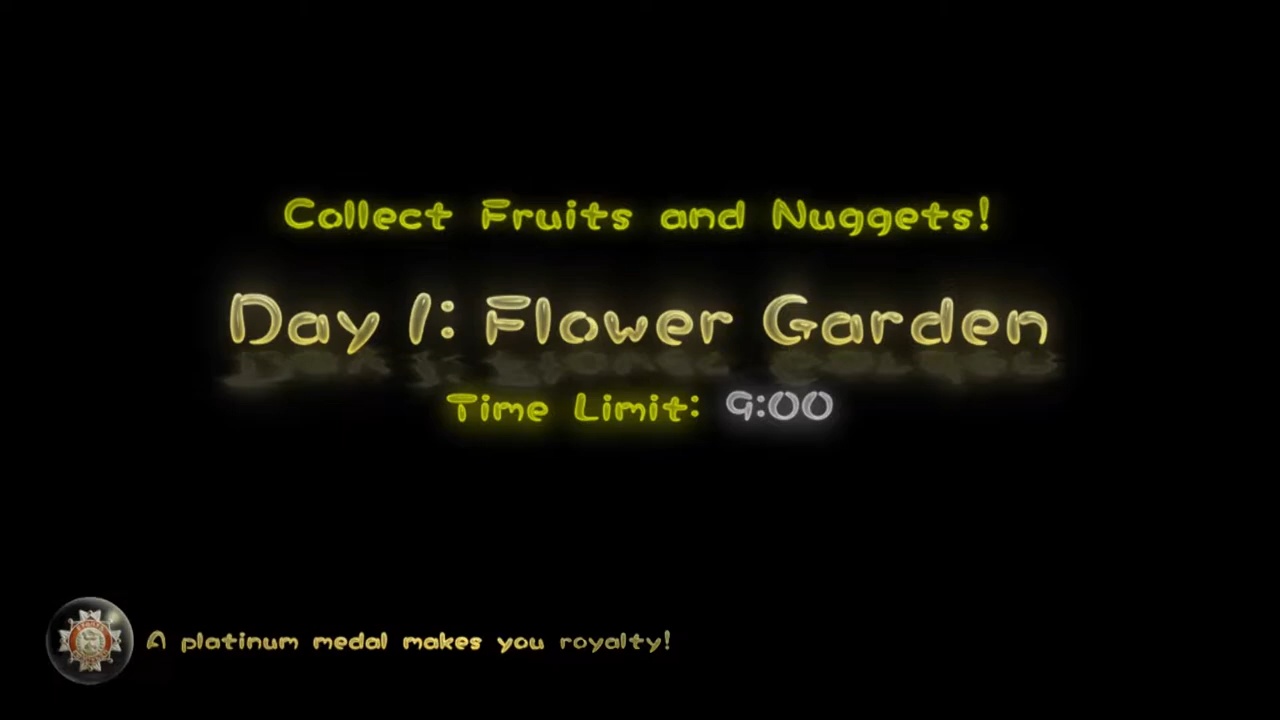 Collect Fruits and Nuggets!
Day 1: Flower Garden
Time Limit: 9:00
A platinum medal makes you royalty!